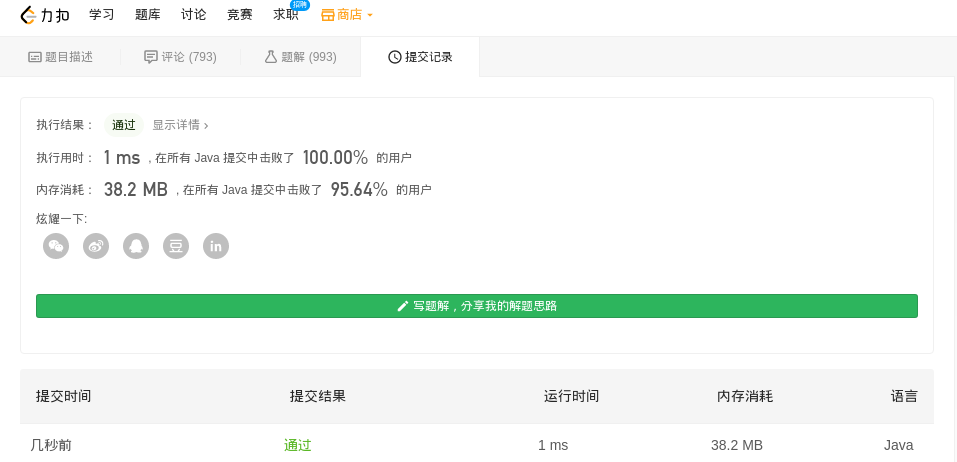 力扣 学习 题库 讨论 竞赛 求职 招聘 商店
题目描述 评论 (793) 题解 (993) 提交记录
执行结果： 通过 显示详情 ›
执行用时： 1 ms , 在所有 Java 提交中击败了 100.00% 的用户
内存消耗： 38.2 MB , 在所有 Java 提交中击败了 95.64% 的用户
炫耀一下:
豆 in
写题解，分享我的解题思路
提交时间 提交结果 运行时间 内存消耗 语言
几秒前 通过 1 ms 38.2 MB Java